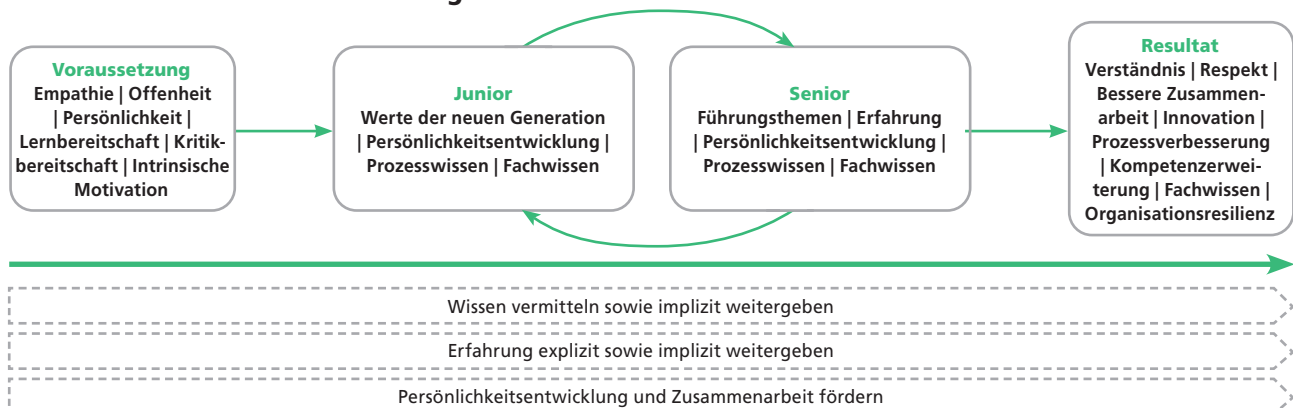 Voraussetzung
Empathie | Offenheit
| Persönlichkeit |
Lernbereitschaft | Kritik-
bereitschaft | Intrinsische
Motivation
Junior
Werte der neuen Generation
| Persönlichkeitsentwicklung |
Prozesswissen | Fachwissen
Senior
Führungsthemen | Erfahrung
| Persönlichkeitsentwicklung |
Prozesswissen | Fachwissen
Resultat
Verständnis | Respekt |
Bessere Zusammen-
arbeit | Innovation |
Prozessverbesserung
| Kompetenzerwei-
terung | Fachwissen |
Organisationsresilienz
Wissen vermitteln sowie implizit weitergeben
Erfahrung explizit sowie implizit weitergeben
Persönlichkeitsentwicklung und Zusammenarbeit fördern